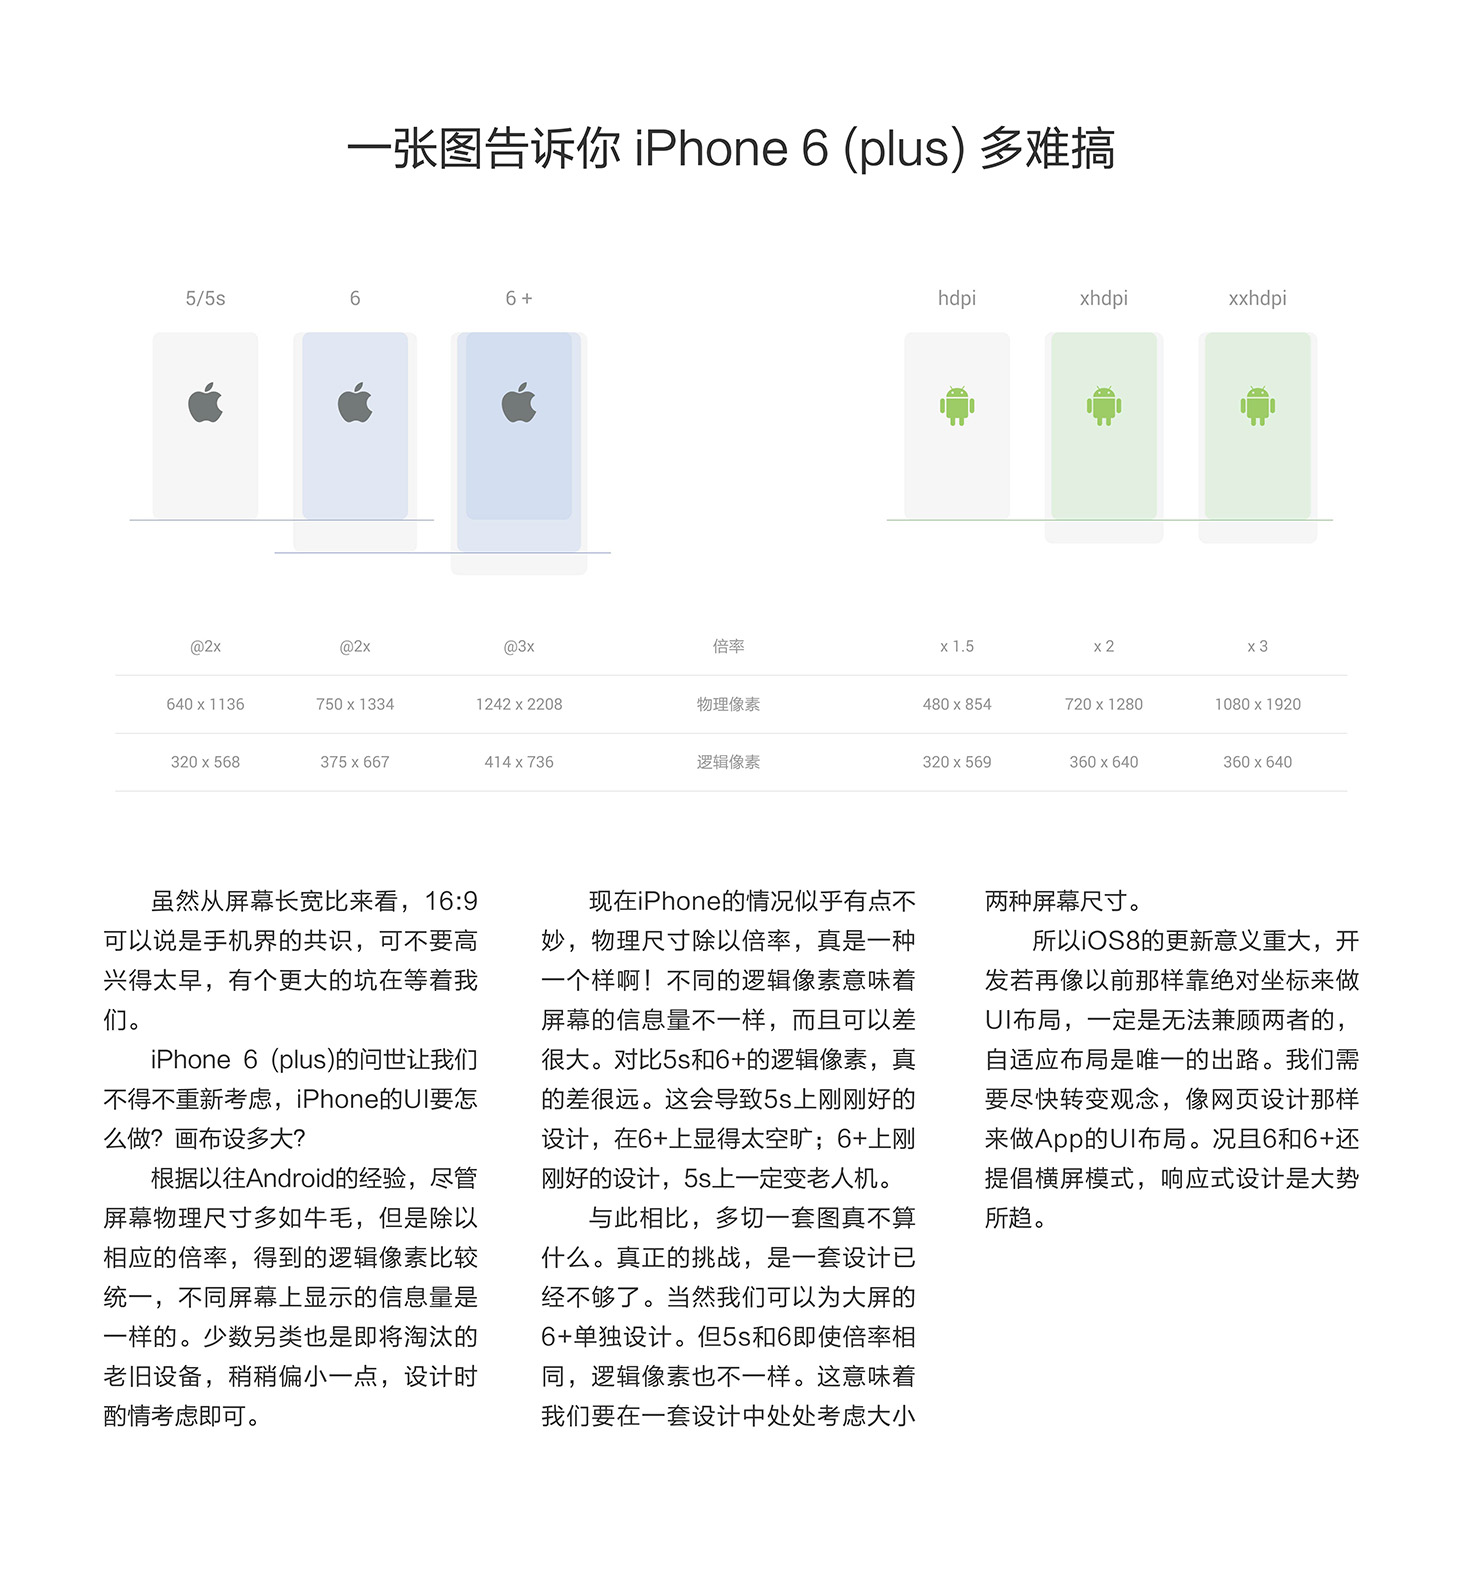 一张图告诉你 iPhone 6 (plus) 多难搞
5/5s 6 6 + hdpi xhdpi xxhdpi
@2x @2x @3x 倍率 x 1.5 x 2 x 3
640 x 1136 750 x 1334 1242 x 2208 物理像素 480 x 854 720 x 1280 1080 x 1920
320 x 568 375 x 667 414 x 736 逻辑像素 320 x 569 360 x 640 360 x 640
虽然从屏幕长宽比来看，16:9
可以说是手机界的共识，可不要高
兴得太早，有个更大的坑在等着我
们。
iPhone 6 (plus)的问世让我们
不得不重新考虑，iPhone的UI要怎
么做？画布设多大？
根据以往Android的经验，尽管
屏幕物理尺寸多如牛毛，但是除以
相应的倍率，得到的逻辑像素比较
统一，不同屏幕上显示的信息量是
一样的。少数另类也是即将淘汰的
老旧设备，稍稍偏小一点，设计时
酌情考虑即可。
现在iPhone的情况似乎有点不
妙，物理尺寸除以倍率，真是一种
一个样啊！不同的逻辑像素意味着
屏幕的信息量不一样，而且可以差
很大。对比5s和6+的逻辑像素，真
的差很远。这会导致5s上刚刚好的
设计，在6+上显得太空旷；6+上刚
刚好的设计，5s上一定变老人机。
与此相比，多切一套图真不算
什么。真正的挑战，是一套设计已
经不够了。当然我们可以为大屏的
6+单独设计。但5s和6即使倍率相
同，逻辑像素也不一样。这意味着
我们要在一套设计中处处考虑大小
两种屏幕尺寸。
所以iOS8的更新意义重大，开
发若再像以前那样靠绝对坐标来做
UI布局，一定是无法兼顾两者的，
自适应布局是唯一的出路。我们需
要尽快转变观念，像网页设计那样
来做App的UI布局。况且6和6+还
提倡横屏模式，响应式设计是大势
所趋。